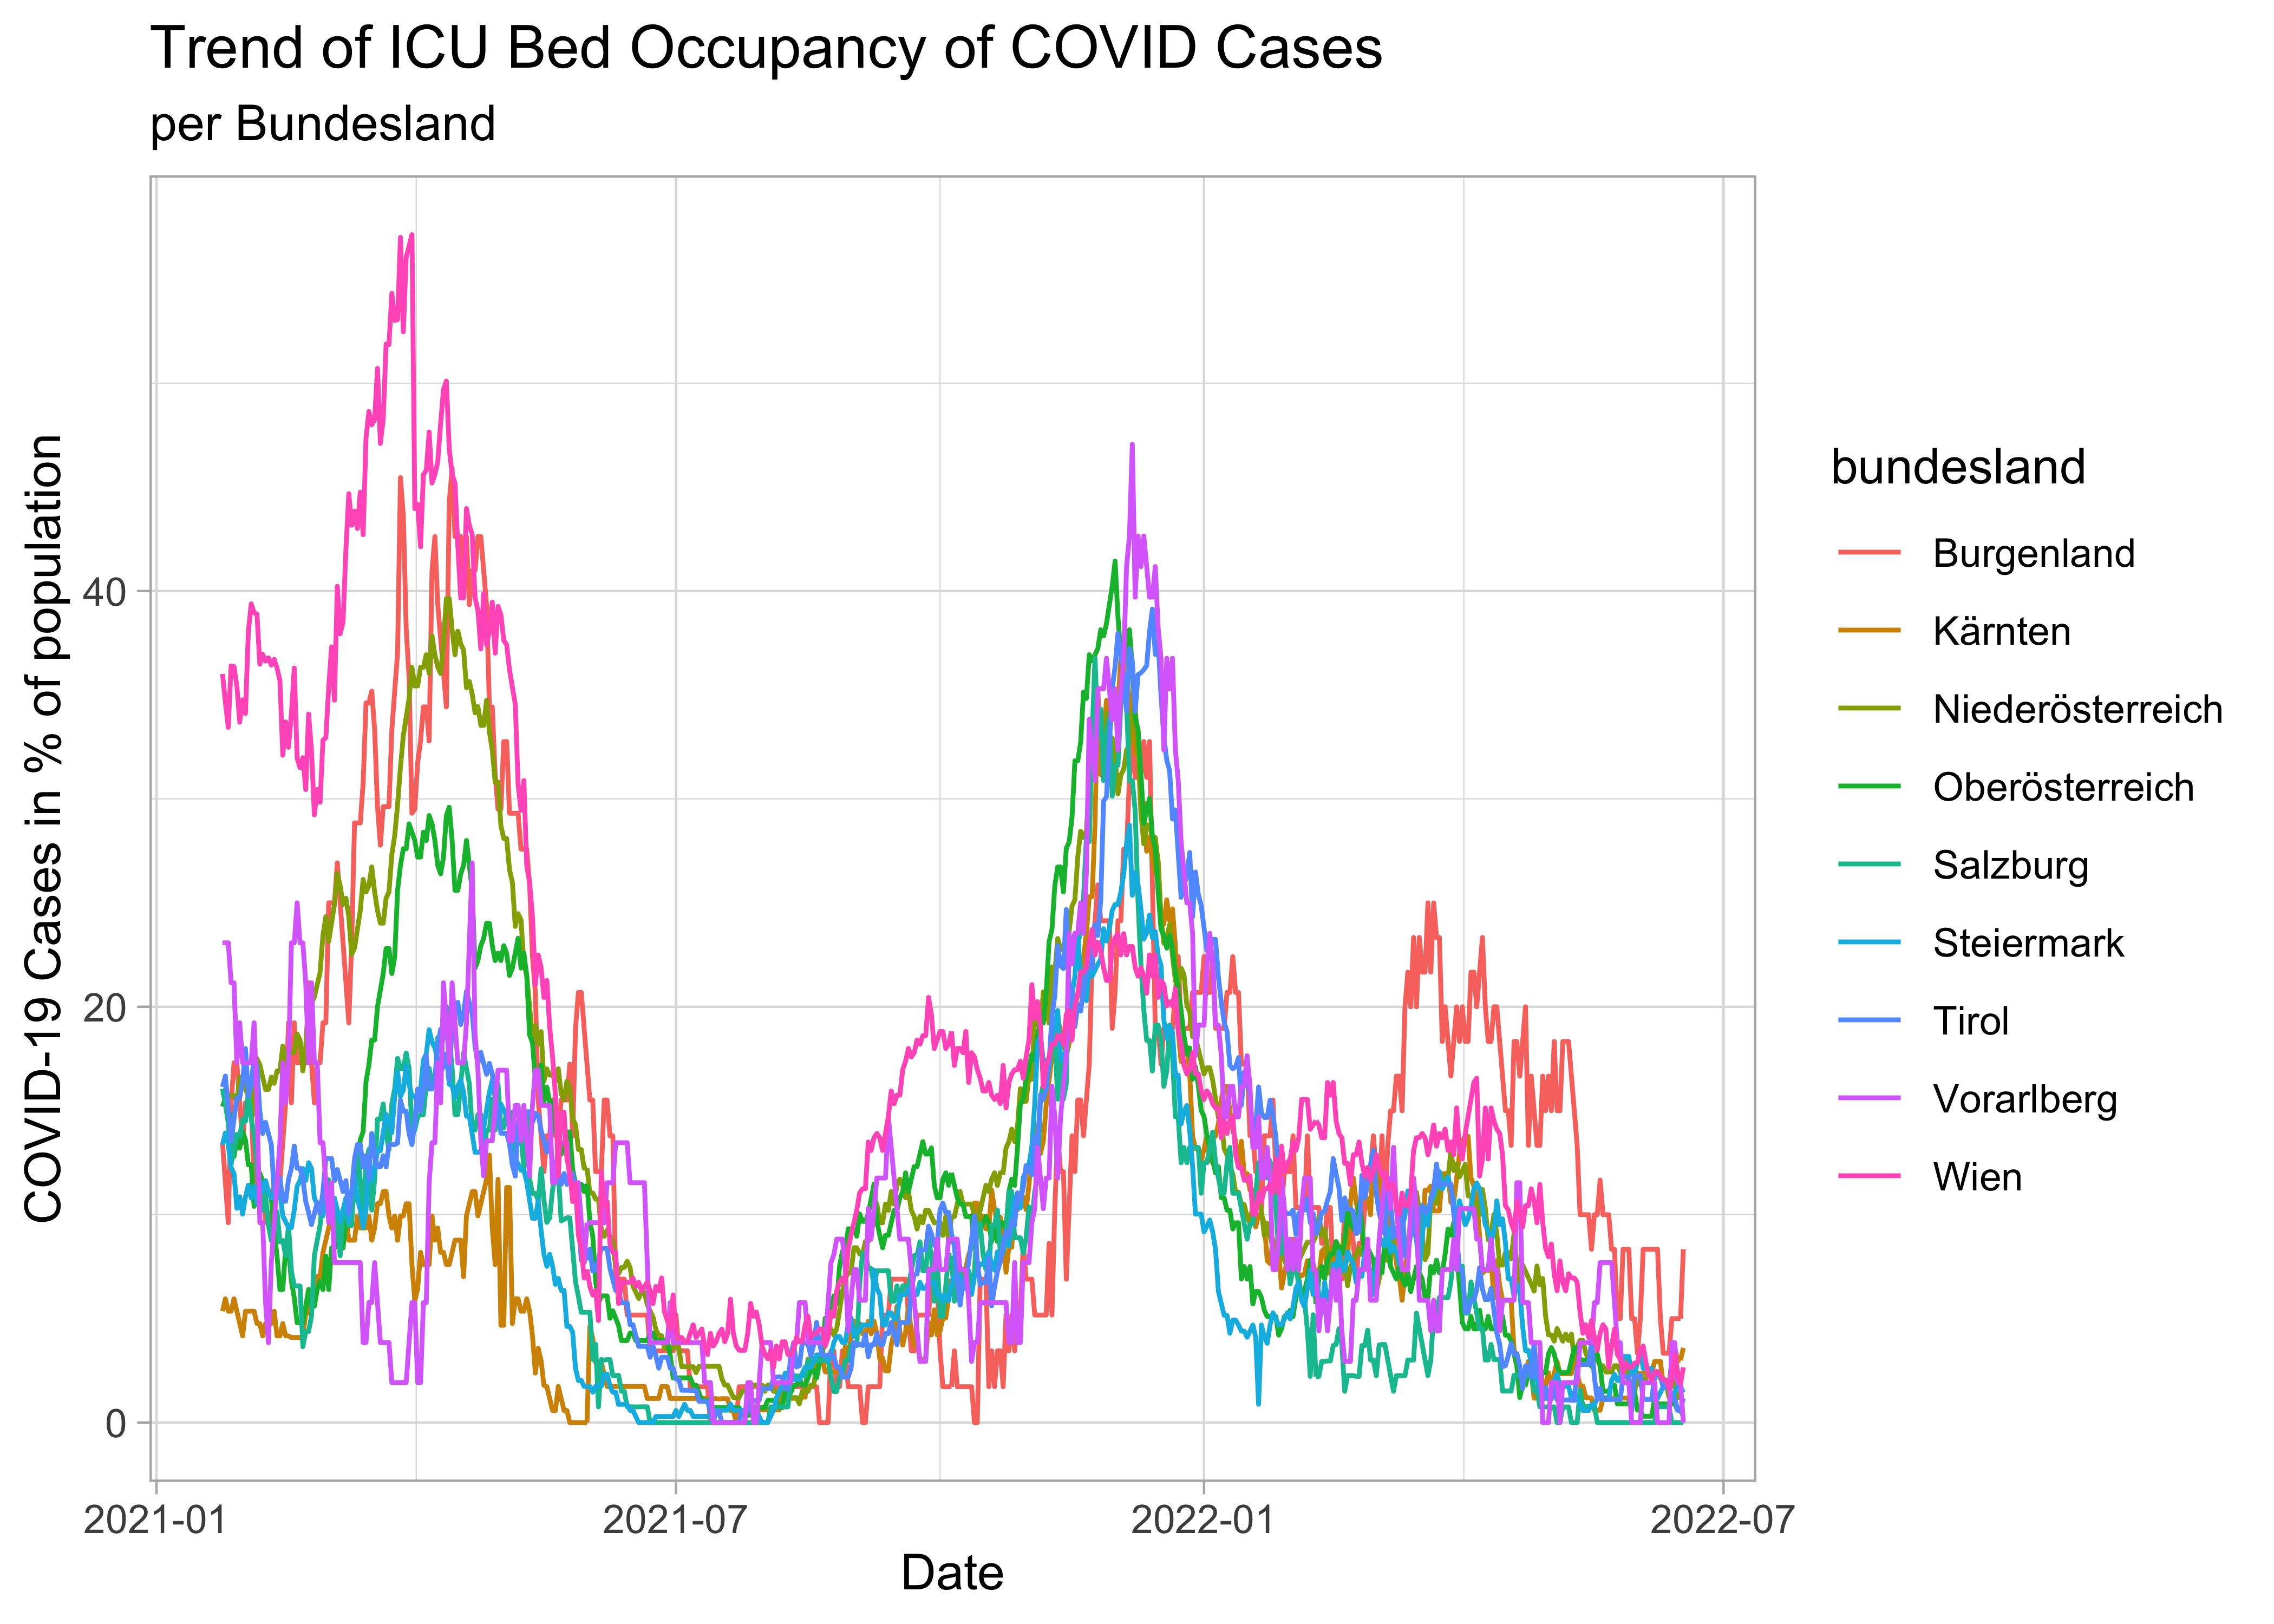 Trend of ICU Bed Occupancy of COVID Cases
per Bundesland
COVID-19 Cases in % of population
40
20
0
2021-01
2021-07
2022-01
2022-07
Date
bundesland
Burgenland
Kärnten
Niederösterreich
Oberösterreich
Salzburg
Steiermark
Tirol
Vorarlberg
Wien